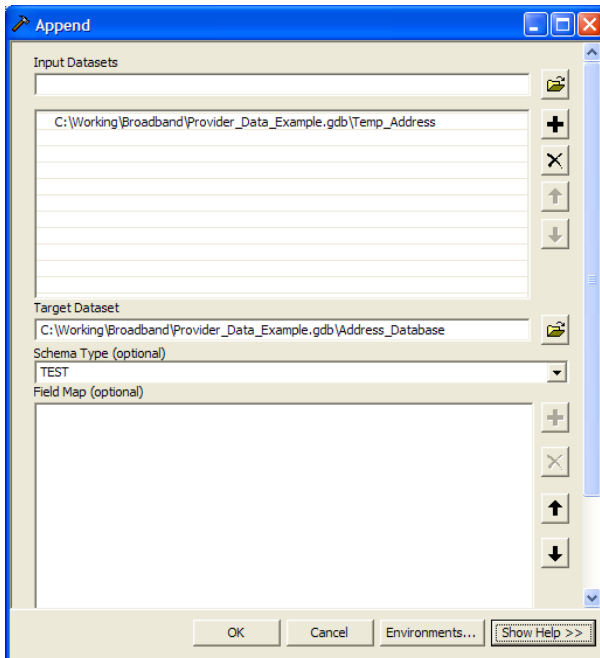 Append
Input Datasets
C:\Working\Broadband\Provider_Data_Example.gdb\Temp_Address
Target Dataset
C:\Working\Broadband\Provider_Data_Example.gdb\Address_Database
Schema Type (optional)
TEST
Field Map (optional)
OK Cancel Environments... Show Help >>